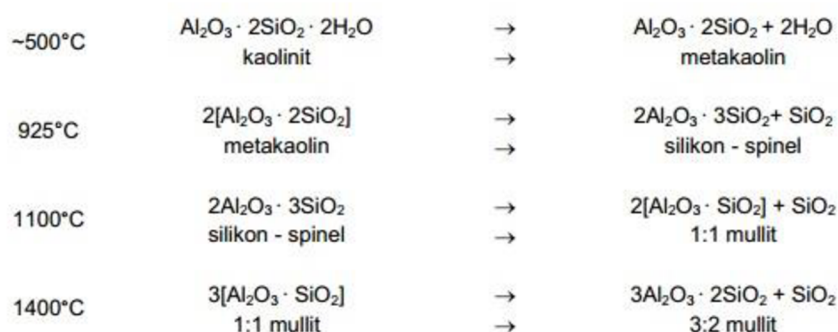 ~500°C Al₂O₃ · 2SiO₂ · 2H₂O → Al₂O₃ · 2SiO₂ + 2H₂O
kaolinit → metakaolin
925°C 2[Al₂O₃ · 2SiO₂] → 2Al₂O₃ · 3SiO₂+ SiO₂
metakaolin → silikon - spinel
1100°C 2Al₂O₃ · 3SiO₂ → 2[Al₂O₃ · SiO₂] + SiO₂
silikon - spinel → 1:1 mullit
1400°C 3[Al₂O₃ · SiO₂] → 3Al₂O₃ · 2SiO₂ + SiO₂
1:1 mullit → 3:2 mullit